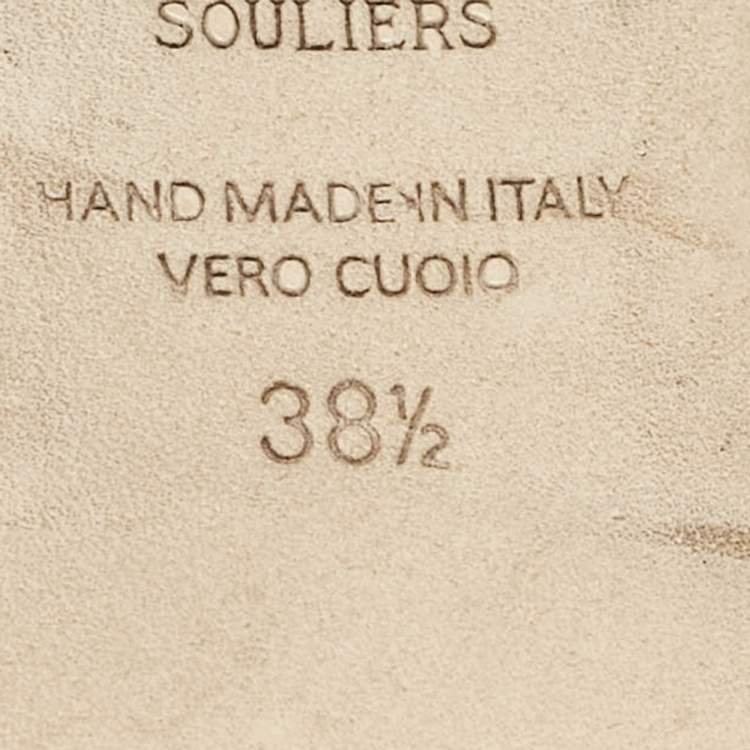 SOULIERS
HAND MADE IN ITALY
VERO CUOIO
38½